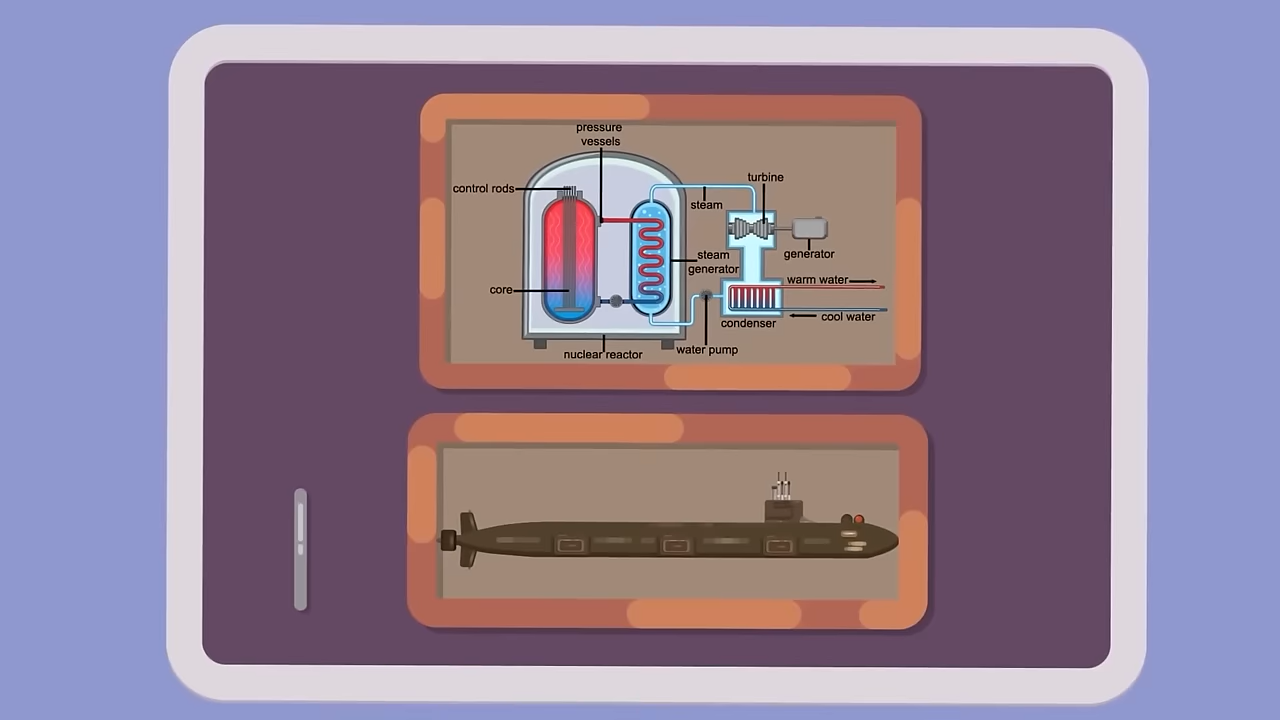 pressure
vessels
control rods
turbine
steam
steam
generator
generator
core
warm water
cool water
condenser
water pump
nuclear reactor